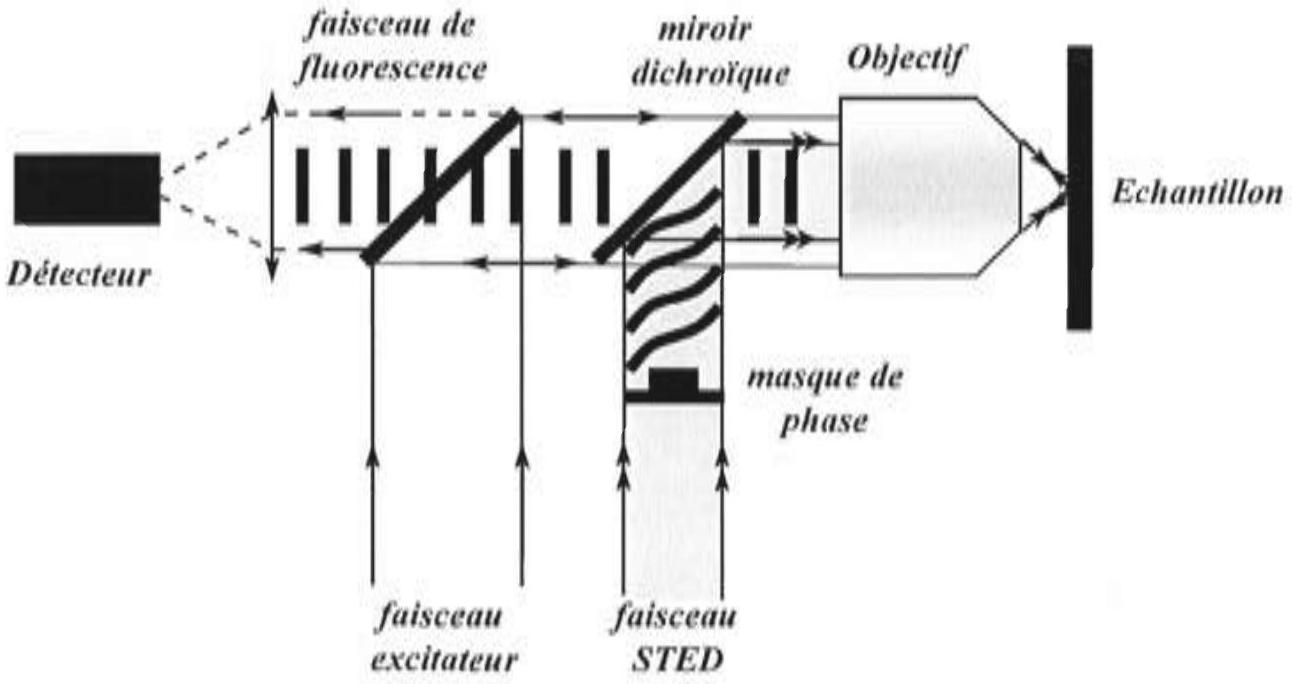 faisceau de
fluorescence
miroir
dichroïque
Objectif
Echantillon
Détecteur
masque de
phase
faisceau
excitateur
faisceau
STED